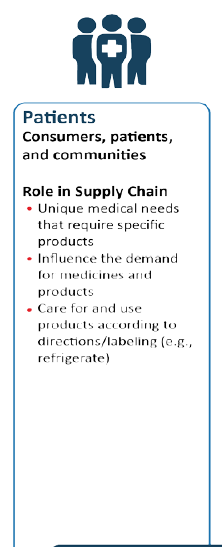 Patients
Consumers, patients,
and communities
Role in Supply Chain
• Unique medical needs
that require specific
products
• Influence the demand
for medicines and
products
• Care for and use
products according to
directions/labeling (e.g.,
refrigerate)